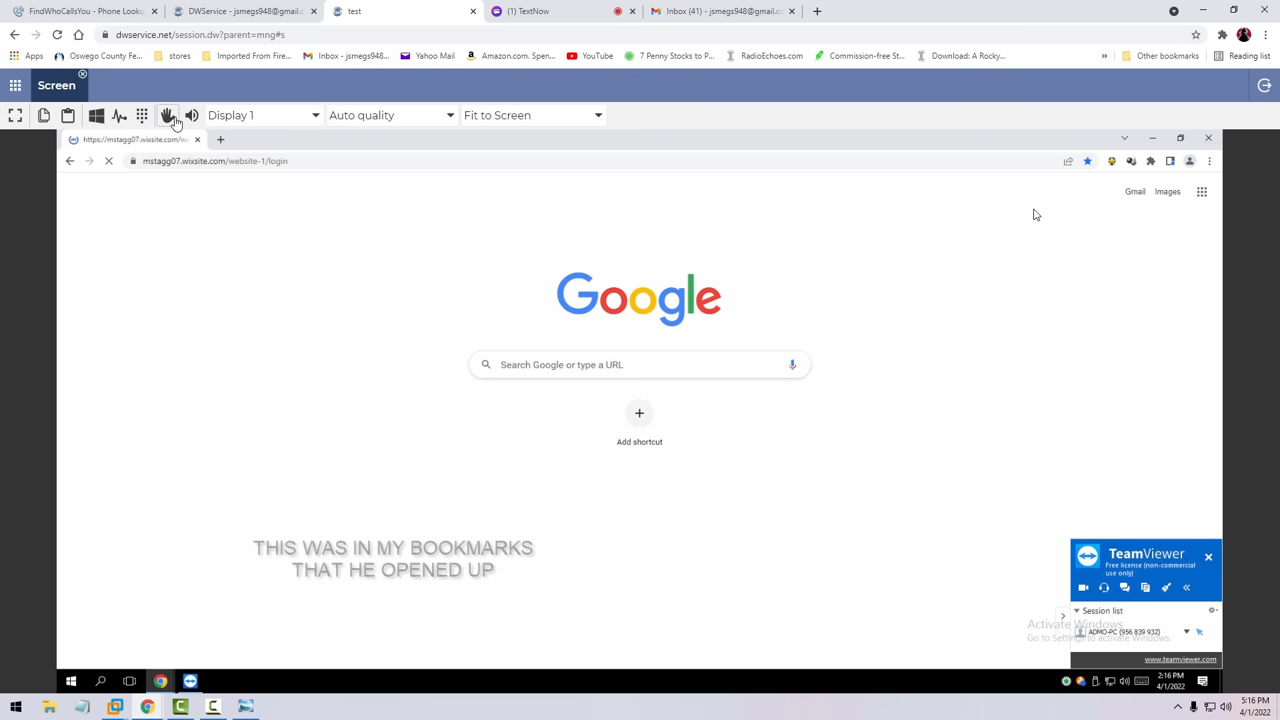 FindWhoCallsYou - Phone Looku
DWService - jsmegs948@gmail.c
test
(1) TextNow
Inbox (41) - jsmegs948@gmail.cc
dwservice.net/session.dw?parent=mng#s
Apps
Oswego County Fe...
stores
Imported From Fire...
Inbox - jsmegs948...
Yahoo Mail
Amazon.com. Spen...
YouTube
7 Penny Stocks to P...
RadioEchoes.com
Commission-free St...
Download: A Rocky...
»
Other bookmarks
Reading list
Screen
Display 1
Auto quality
Fit to Screen
https://mstagg07.wixsite.com/we
mstagg07.wixsite.com/website-1/login
Gmail
Images
Google
Search Google or type a URL
Add shortcut
THIS WAS IN MY BOOKMARKS
THAT HE OPENED UP
TeamViewer
Free license (non-commercial
use only)
Session list
Activate Windows
ADMO-PC (956 839 932)
Go to Settings to activate Windows.
www.teamviewer.com
2:16 PM
4/1/2022
5:16 PM
4/1/2022